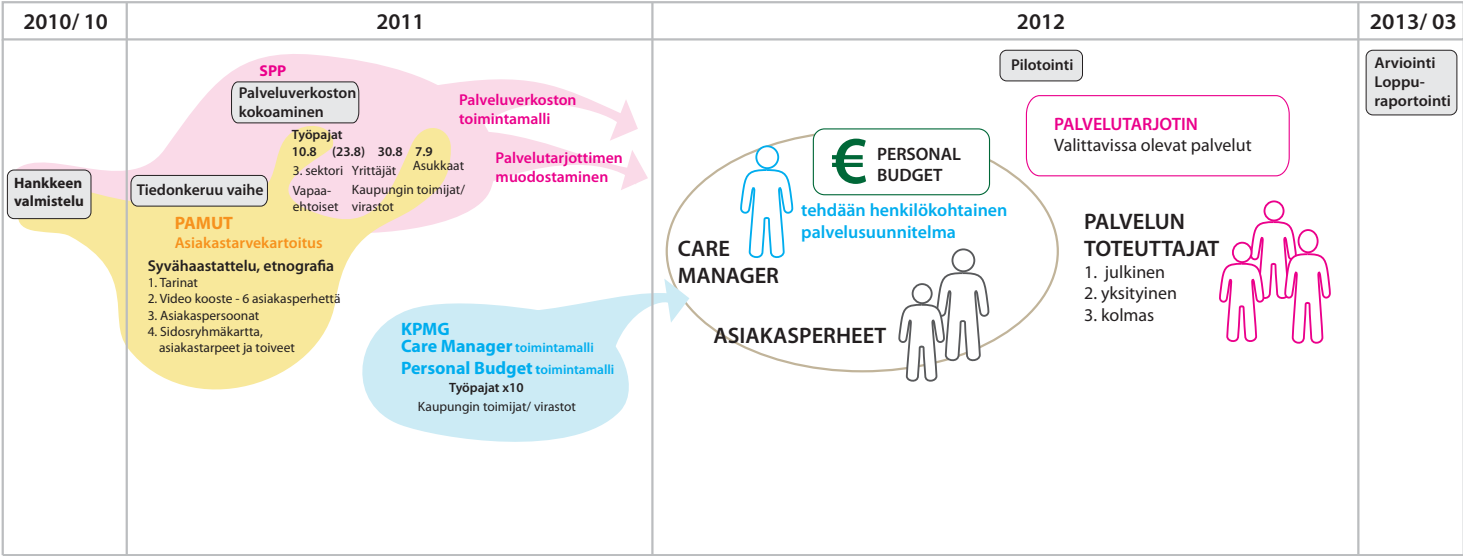 2010/ 10
2011
2012
2013/ 03
Hankkeen
valmistelu
SPP
Palveluverkoston
kokoaminen
Työpajat
10.8 (23.8) 30.8 7.9
3. sektori Yrittäjät Asukkaat
Vapaa-
ehtoiset
Kaupungin toimijat/
virastot
Palveluverkoston
toimintamalli
Palvelutarjottimen
muodostaminen
Tiedonkeruu vaihe
PAMUT
Asiakastarvekartoitus
Syvähaastattelu, etnografia
1. Tarinat
2. Video kooste - 6 asiakasperhettä
3. Asiakaspersoonat
4. Sidosryhmäkartta,
asiakastarpeet ja toiveet
KPMG
Care Manager toimintamalli
Personal Budget toimintamalli
Työpajat x10
Kaupungin toimijat/ virastot
Pilotointi
€ PERSONAL
BUDGET
tehdään henkilökohtainen
palvelusuunnitelma
CARE
MANAGER
ASIAKASPERHEET
PALVELUTARJOTIN
Valittavissa olevat palvelut
PALVELUN
TOTEUTTAJAT
1. julkinen
2. yksityinen
3. kolmas
Arviointi
Loppu-
raportointi